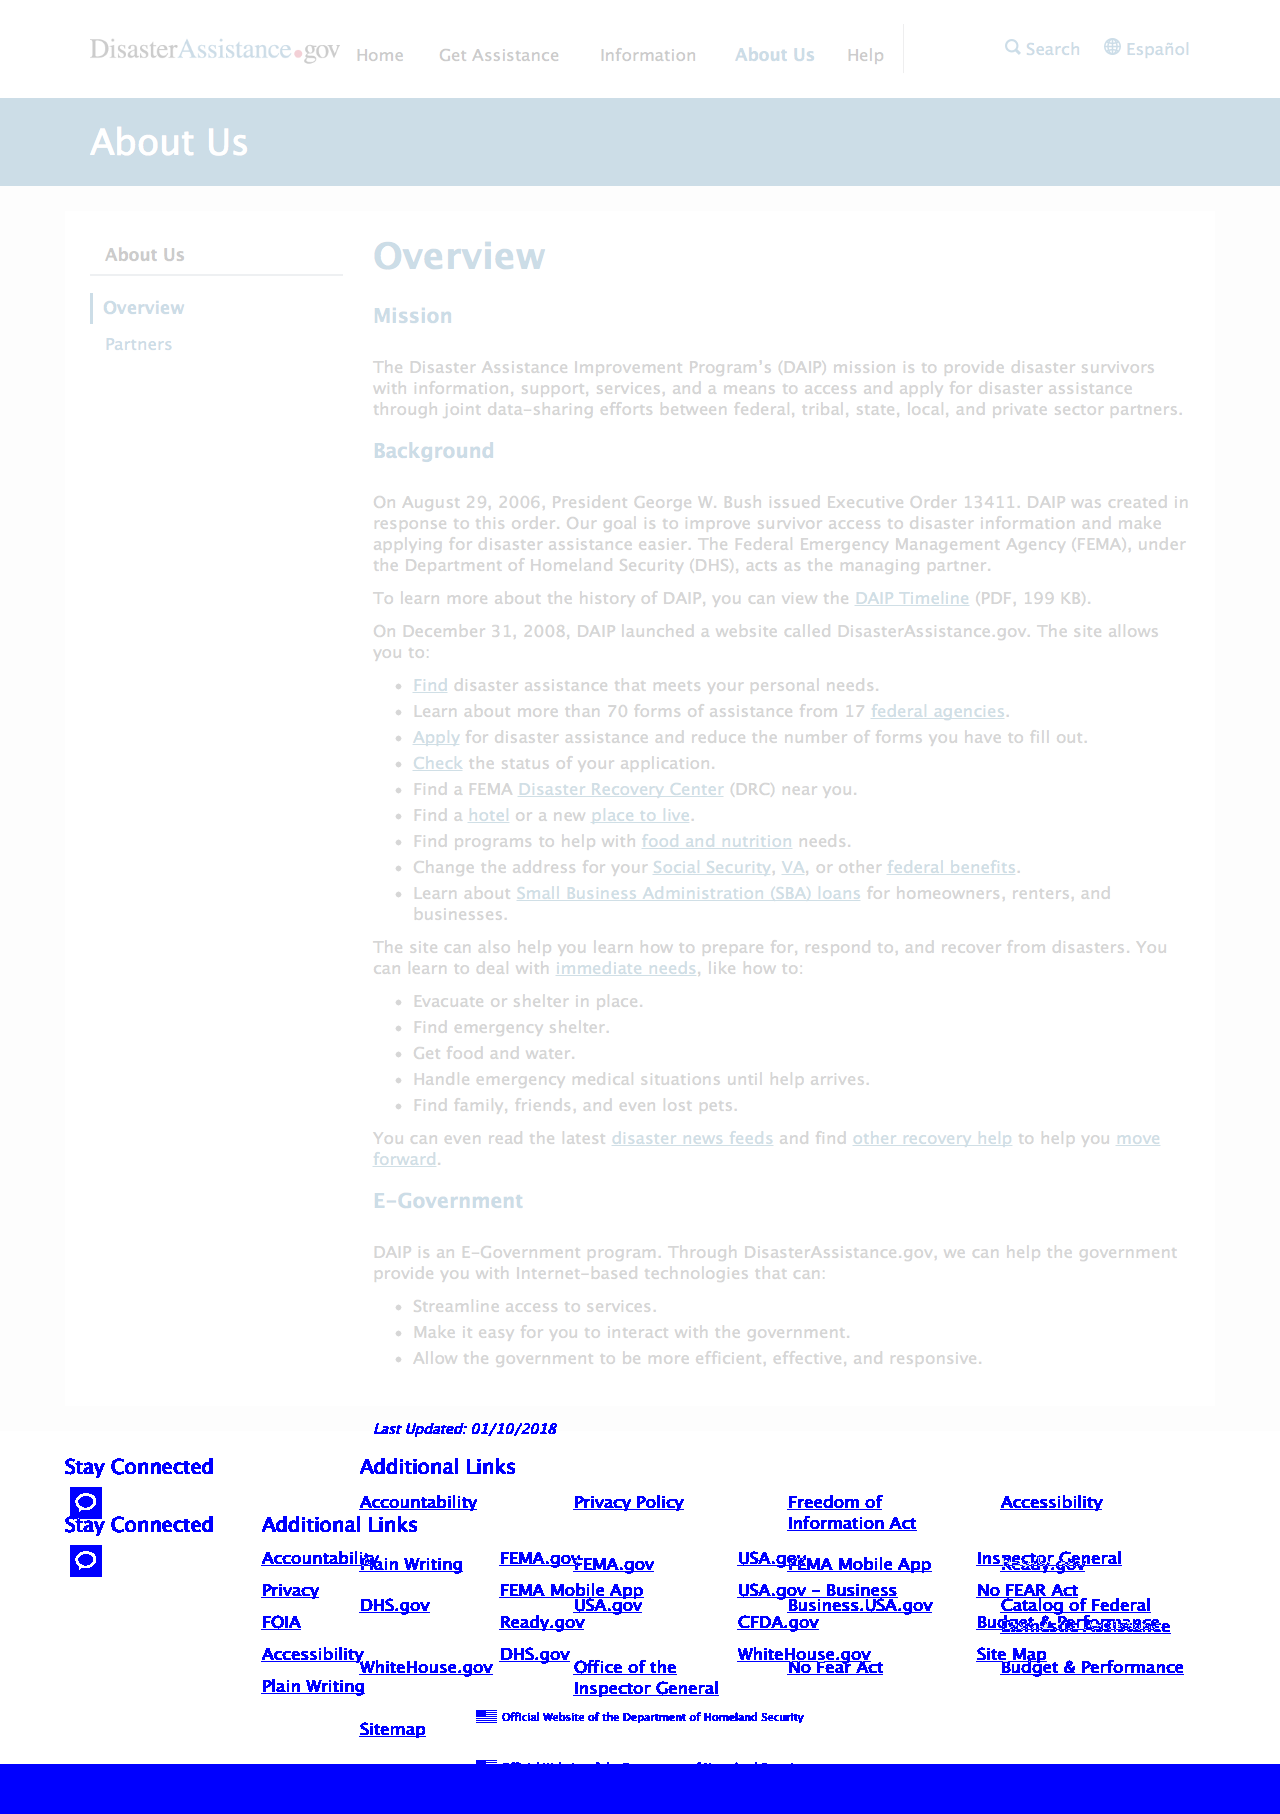 DisasterAssistance.gov Home Get Assistance Information About Us Help Search Español
About Us
About Us
Overview
Partners
Overview
Mission
The Disaster Assistance Improvement Program’s (DAIP) mission is to provide disaster survivors
with information, support, services, and a means to access and apply for disaster assistance
through joint data-sharing efforts between federal, tribal, state, local, and private sector partners.
Background
On August 29, 2006, President George W. Bush issued Executive Order 13411. DAIP was created in
response to this order. Our goal is to improve survivor access to disaster information and make
applying for disaster assistance easier. The Federal Emergency Management Agency (FEMA), under
the Department of Homeland Security (DHS), acts as the managing partner.
To learn more about the history of DAIP, you can view the DAIP Timeline (PDF, 199 KB).
On December 31, 2008, DAIP launched a website called DisasterAssistance.gov. The site allows
you to:
• Find disaster assistance that meets your personal needs.
• Learn about more than 70 forms of assistance from 17 federal agencies.
• Apply for disaster assistance and reduce the number of forms you have to fill out.
• Check the status of your application.
• Find a FEMA Disaster Recovery Center (DRC) near you.
• Find a hotel or a new place to live.
• Find programs to help with food and nutrition needs.
• Change the address for your Social Security, VA, or other federal benefits.
• Learn about Small Business Administration (SBA) loans for homeowners, renters, and
businesses.
The site can also help you learn how to prepare for, respond to, and recover from disasters. You
can learn to deal with immediate needs, like how to:
• Evacuate or shelter in place.
• Find emergency shelter.
• Get food and water.
• Handle emergency medical situations until help arrives.
• Find family, friends, and even lost pets.
You can even read the latest disaster news feeds and find other recovery help to help you move
forward.
E-Government
DAIP is an E-Government program. Through DisasterAssistance.gov, we can help the government
provide you with Internet-based technologies that can:
• Streamline access to services.
• Make it easy for you to interact with the government.
• Allow the government to be more efficient, effective, and responsive.
Last Updated: 01/10/2018
Stay Connected Additional Links
Accountability Privacy Policy Freedom of Accessibility
Information Act
Stay Connected Additional Links
Accountability FEMA.gov USA.gov Inspector General
Plain Writing FEMA.gov FEMA Mobile App Ready.gov
Privacy FEMA Mobile App USA.gov - Business No FEAR Act
DHS.gov USA.gov Business.USA.gov Catalog of Federal
FOIA Ready.gov CFDA.gov Budget & Performance
Domestic Assistance
Accessibility DHS.gov WhiteHouse.gov Site Map
WhiteHouse.gov Office of the No Fear Act Budget & Performance
Plain Writing Inspector General
Official Website of the Department of Homeland Security
Sitemap